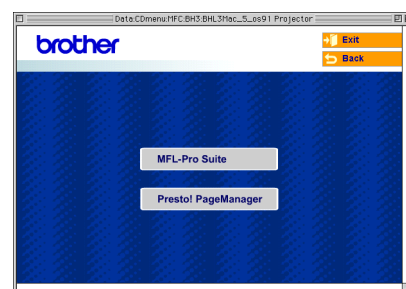 Data:CDmenu:MFC:BH3:BHL3Mac_5_os91 Projector
brother
Exit
Back
MFL-Pro Suite
Presto! PageManager